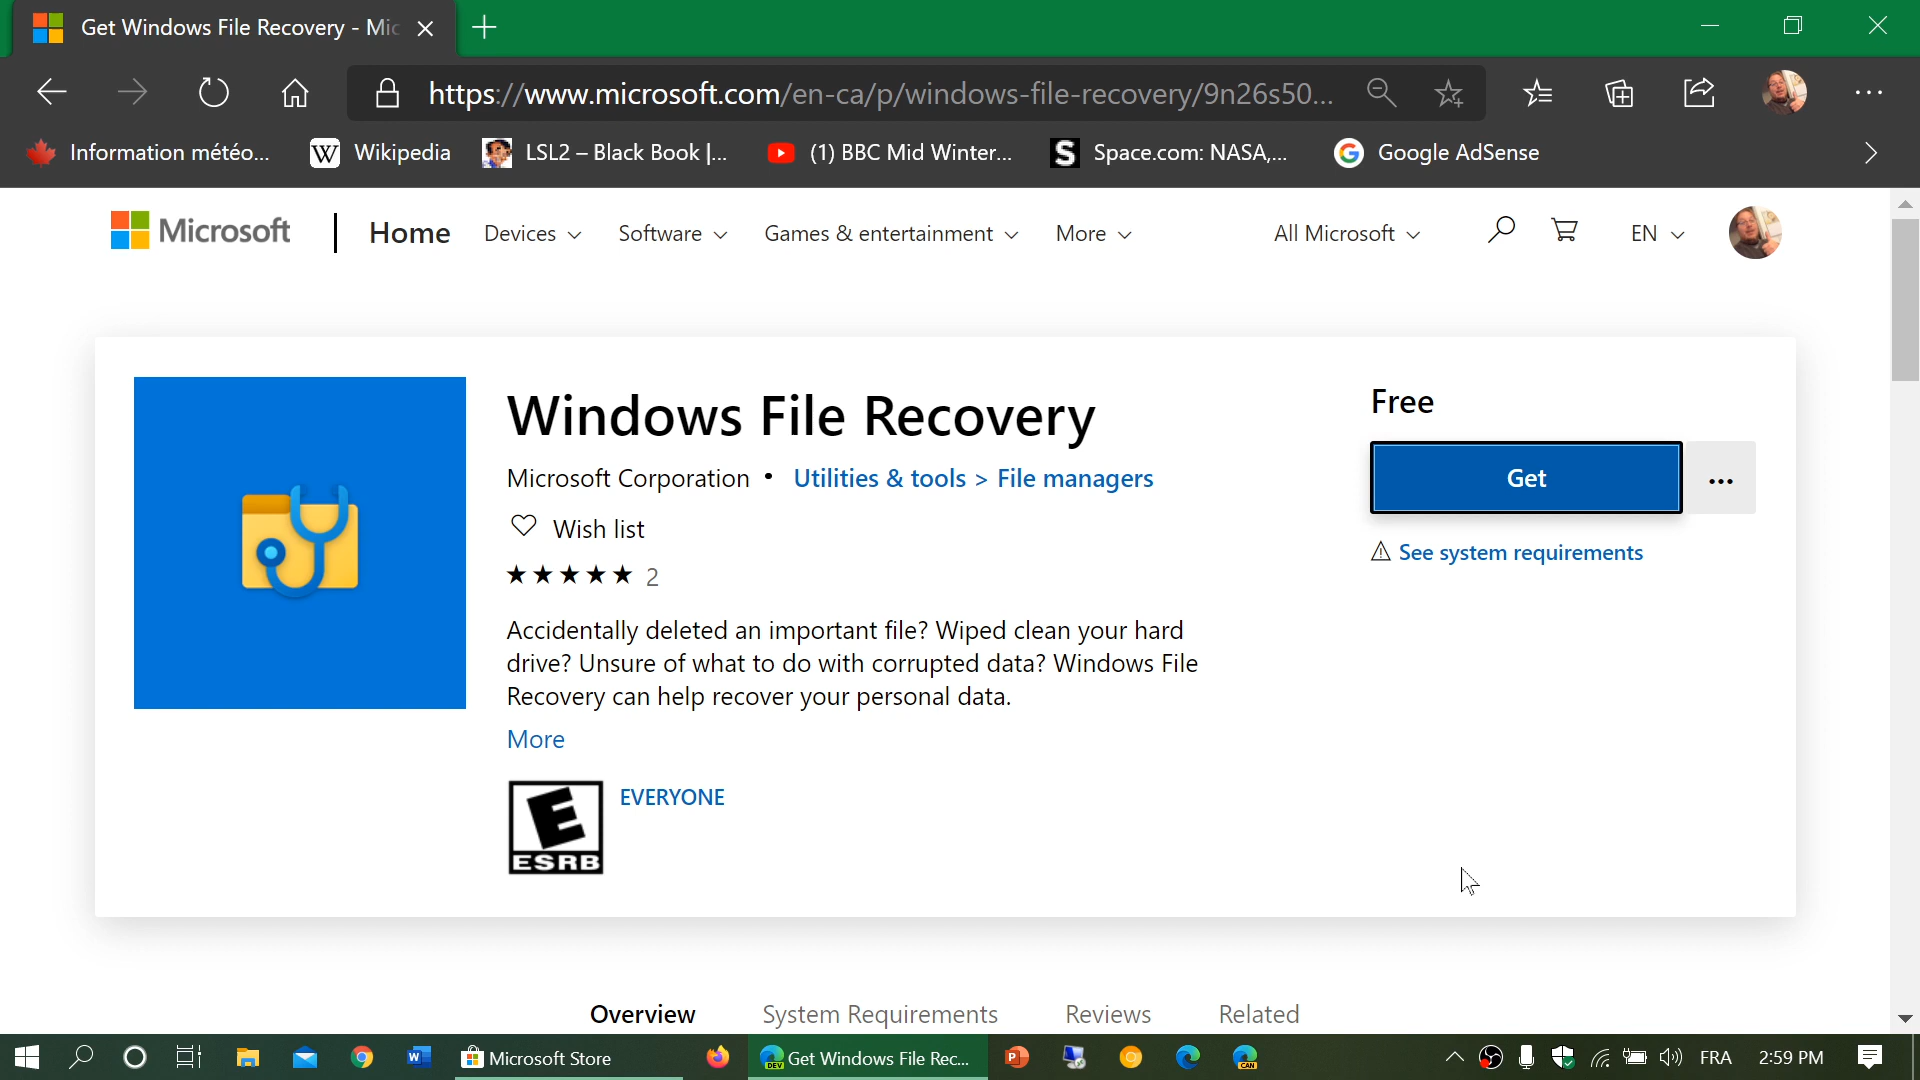 Get Windows File Recovery - Mic
https://www.microsoft.com/en-ca/p/windows-file-recovery/9n26s50...
Information météo...
Wikipedia
LSL2 – Black Book |...
(1) BBC Mid Winter...
Space.com: NASA,...
Google AdSense
Microsoft
Home
Devices
Software
Games & entertainment
More
All Microsoft
EN
Windows File Recovery
Microsoft Corporation • Utilities & tools > File managers
Wish list
★★★★★ 2
Accidentally deleted an important file? Wiped clean your hard
drive? Unsure of what to do with corrupted data? Windows File
Recovery can help recover your personal data.
More
E
ESRB
EVERYONE
Free
Get
...
See system requirements
Overview
System Requirements
Reviews
Related
Microsoft Store
DEV
Get Windows File Rec...
CAN
FRA
2:59 PM